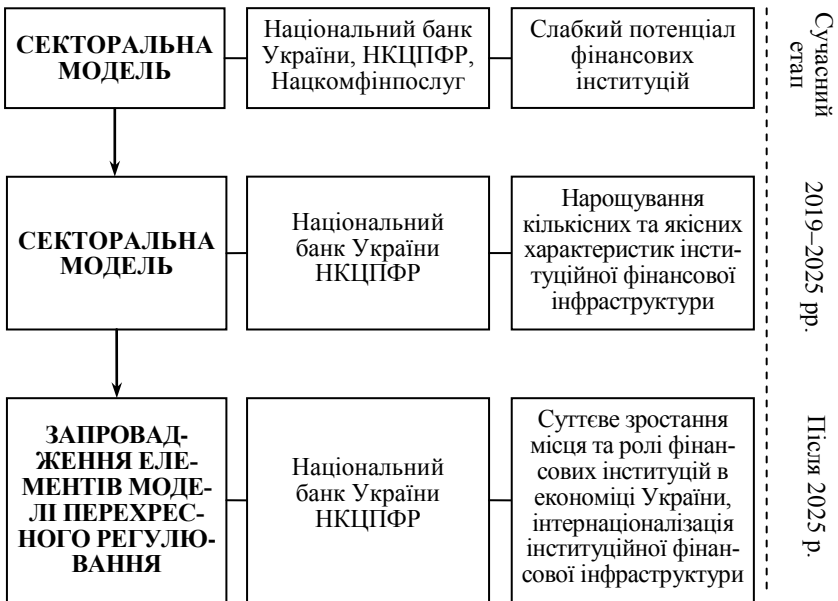 СЕКТОРАЛЬНА
МОДЕЛЬ
Національний банк
України, НКЦПФР,
Нацкомфінпослуг
Слабкий потенціал
фінансових
інституцій
Сучасний
етап
СЕКТОРАЛЬНА
МОДЕЛЬ
Національний
банк України
НКЦПФР
Нарощування
кількісних та якісних
характеристик інсти-
туційної фінансової
інфраструктури
2019–2025 рр.
ЗАПРОВАД-
ЖЕННЯ ЕЛЕ-
МЕНТІВ МОДЕ-
ЛІ ПЕРЕХРЕС-
НОГО РЕГУЛЮ-
ВАННЯ
Національний
банк України
НКЦПФР
Суттєве зростання
місця та ролі фінан-
сових інституцій в
економіці України,
інтернаціоналізація
інституційної фінан-
сової інфраструктури
Після 2025 р.